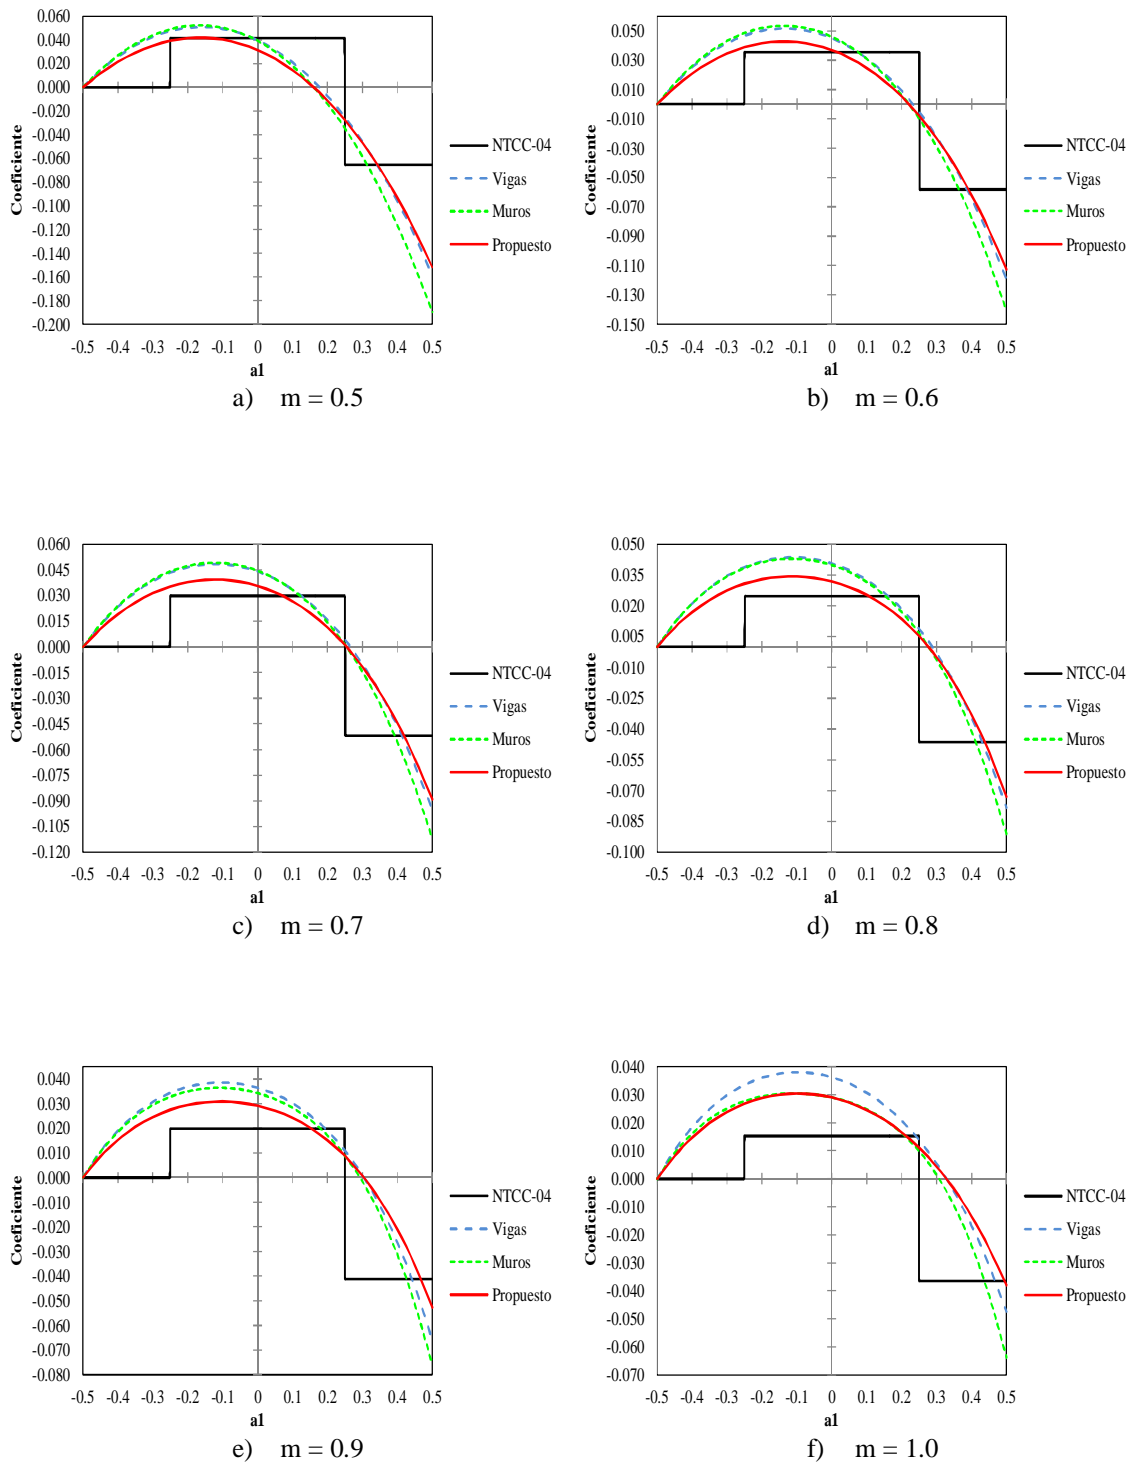 0.060
0.040
0.020
0.000
-0.020
-0.040
-0.060
-0.080
-0.100
-0.120
-0.140
-0.160
-0.180
-0.200
Coeficiente
-0.5 -0.4 -0.3 -0.2 -0.1 0 0.1 0.2 0.3 0.4 0.5
a1
NTCC-04
Vigas
Muros
Propuesto
a) m = 0.5
0.050
0.030
0.010
-0.010
-0.030
-0.050
-0.070
-0.090
-0.110
-0.130
-0.150
Coeficiente
-0.5 -0.4 -0.3 -0.2 -0.1 0 0.1 0.2 0.3 0.4 0.5
a1
NTCC-04
Vigas
Muros
Propuesto
b) m = 0.6
0.060
0.045
0.030
0.015
0.000
-0.015
-0.030
-0.045
-0.060
-0.075
-0.090
-0.105
-0.120
Coeficiente
-0.5 -0.4 -0.3 -0.2 -0.1 0 0.1 0.2 0.3 0.4 0.5
a1
NTCC-04
Vigas
Muros
Propuesto
c) m = 0.7
0.050
0.035
0.020
0.005
-0.010
-0.025
-0.040
-0.055
-0.070
-0.085
-0.100
Coeficiente
-0.5 -0.4 -0.3 -0.2 -0.1 0 0.1 0.2 0.3 0.4 0.5
a1
NTCC-04
Vigas
Muros
Propuesto
d) m = 0.8
0.040
0.030
0.020
0.010
0.000
-0.010
-0.020
-0.030
-0.040
-0.050
-0.060
-0.070
-0.080
Coeficiente
-0.5 -0.4 -0.3 -0.2 -0.1 0 0.1 0.2 0.3 0.4 0.5
a1
NTCC-04
Vigas
Muros
Propuesto
e) m = 0.9
0.040
0.030
0.020
0.010
0.000
-0.010
-0.020
-0.030
-0.040
-0.050
-0.060
-0.070
Coeficiente
-0.5 -0.4 -0.3 -0.2 -0.1 0 0.1 0.2 0.3 0.4 0.5
a1
NTCC-04
Vigas
Muros
Propuesto
f) m = 1.0